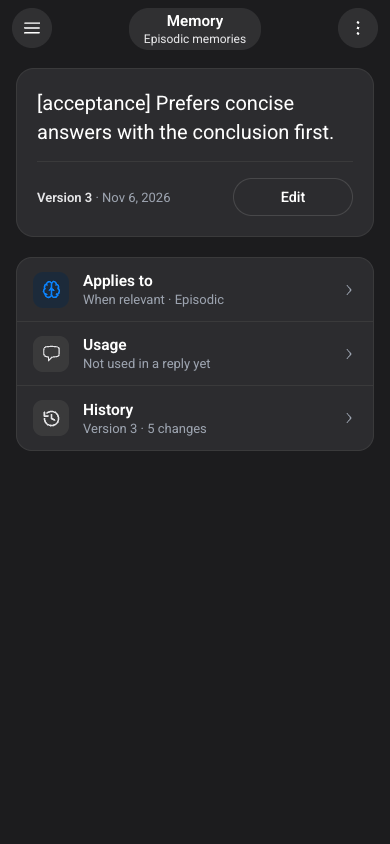 Memory
Episodic memories
[acceptance] Prefers concise
answers with the conclusion first.
Version 3 · Nov 6, 2026
Edit
Applies to
When relevant · Episodic
Usage
Not used in a reply yet
History
Version 3 · 5 changes